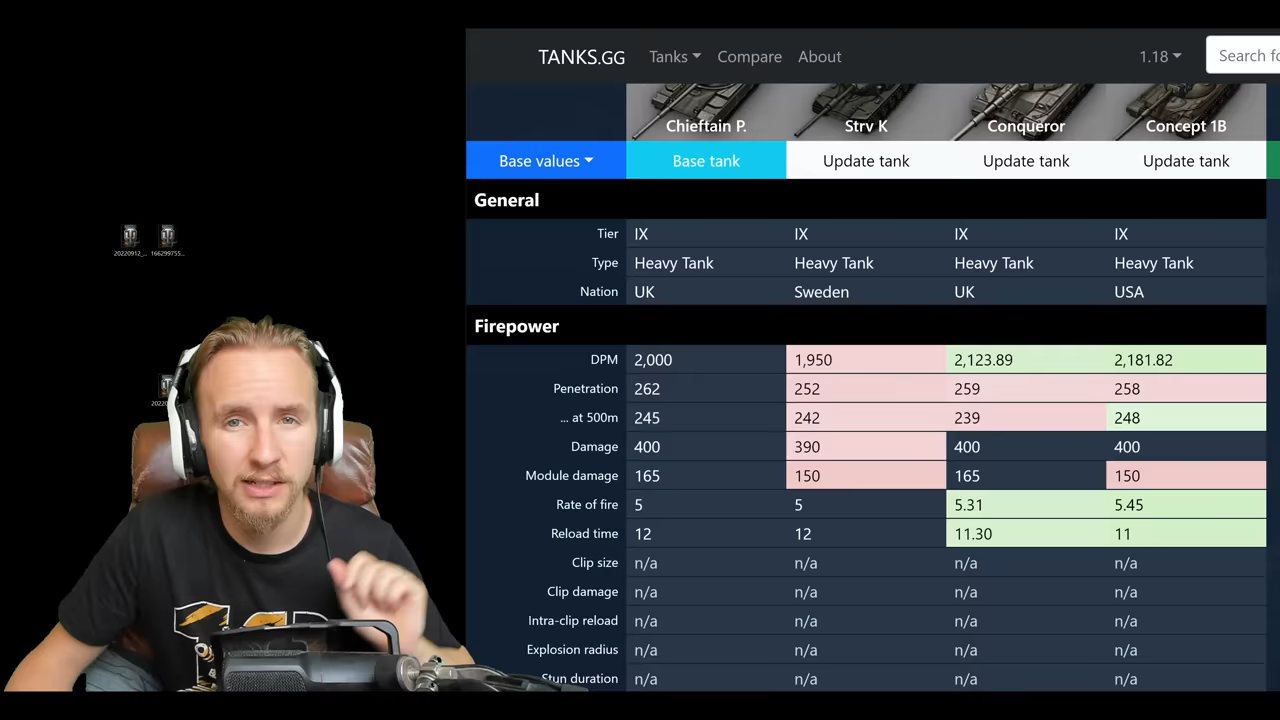 TANKS.GG Tanks Compare About 1.18 Search fo
Chieftain P. Strv K Conqueror Concept 1B
Base values Base tank Update tank Update tank Update tank
General
Tier IX IX IX IX
Type Heavy Tank Heavy Tank Heavy Tank Heavy Tank
Nation UK Sweden UK USA
Firepower
DPM 2,000 1,950 2,123.89 2,181.82
Penetration 262 252 259 258
... at 500m 245 242 239 248
Damage 400 390 400 400
Module damage 165 150 165 150
Rate of fire 5 5 5.31 5.45
Reload time 12 12 11.30 11
Clip size n/a n/a n/a n/a
Clip damage n/a n/a n/a n/a
Intra-clip reload n/a n/a n/a n/a
Explosion radius n/a n/a n/a n/a
Stun duration n/a n/a n/a n/a
20220912_... 166299755...